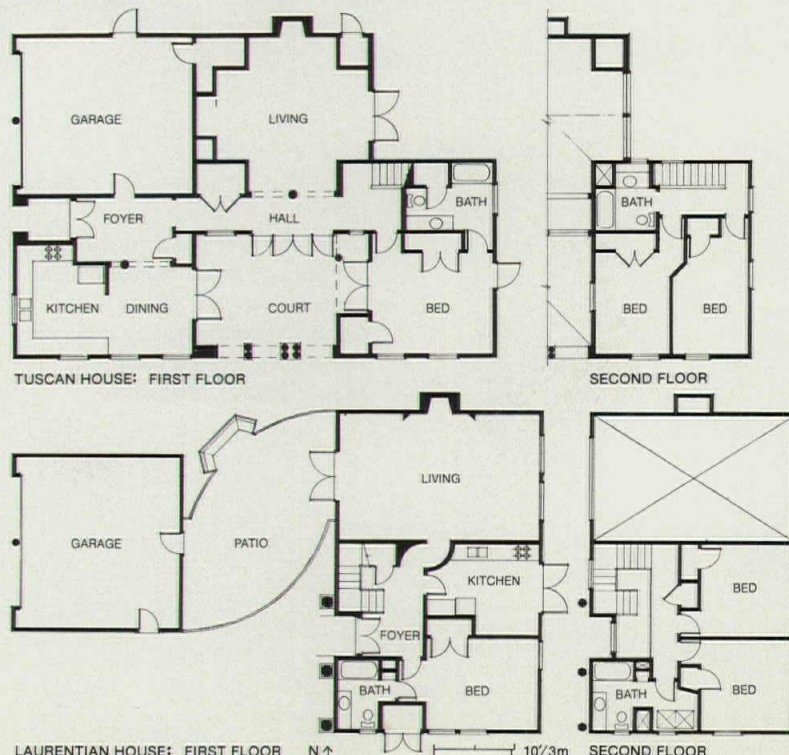 GARAGE
LIVING
FOYER
HALL
BATH
KITCHEN
DINING
COURT
BED
TUSCAN HOUSE: FIRST FLOOR
BATH
BED
BED
SECOND FLOOR
LIVING
GARAGE
PATIO
KITCHEN
FOYER
BATH
BED
LAURENTIAN HOUSE: FIRST FLOOR
N↑
10'/3m
BED
BATH
BED
SECOND FLOOR